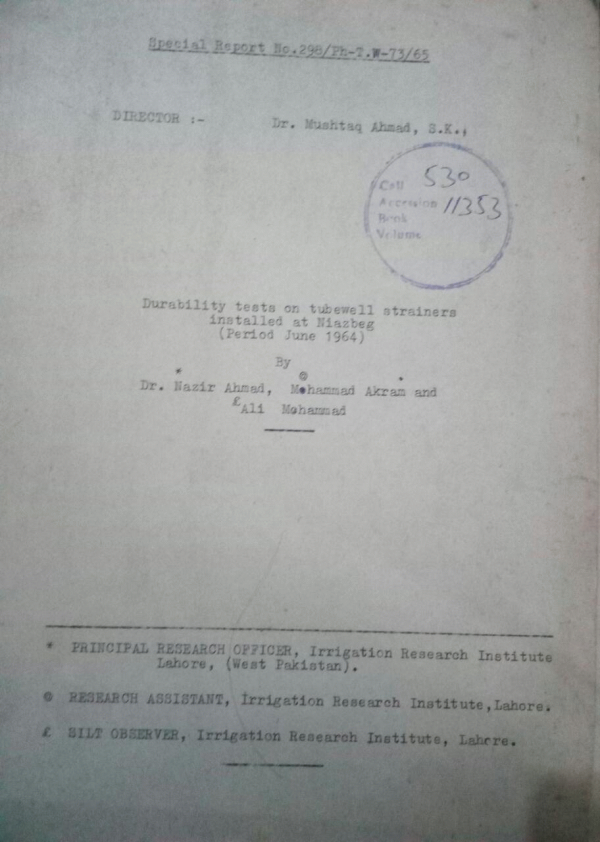 Special Report No.298/Ph-T.W-73/65
DIRECTOR :- Dr. Mushtaq Ahmad, S.K.,
Call 530
Accession 11353
Book
Volume
Durability tests on tubewell strainers
installed at Niazbeg
(Period June 1964)
By
* @ *
Dr. Nazir Ahmad, Mohammad Akram and
£ Ali Mohammad
* PRINCIPAL RESEARCH OFFICER, Irrigation Research Institute
Lahore, (West Pakistan).
@ RESEARCH ASSISTANT, Irrigation Research Institute, Lahore.
£ SILT OBSERVER, Irrigation Research Institute, Lahore.